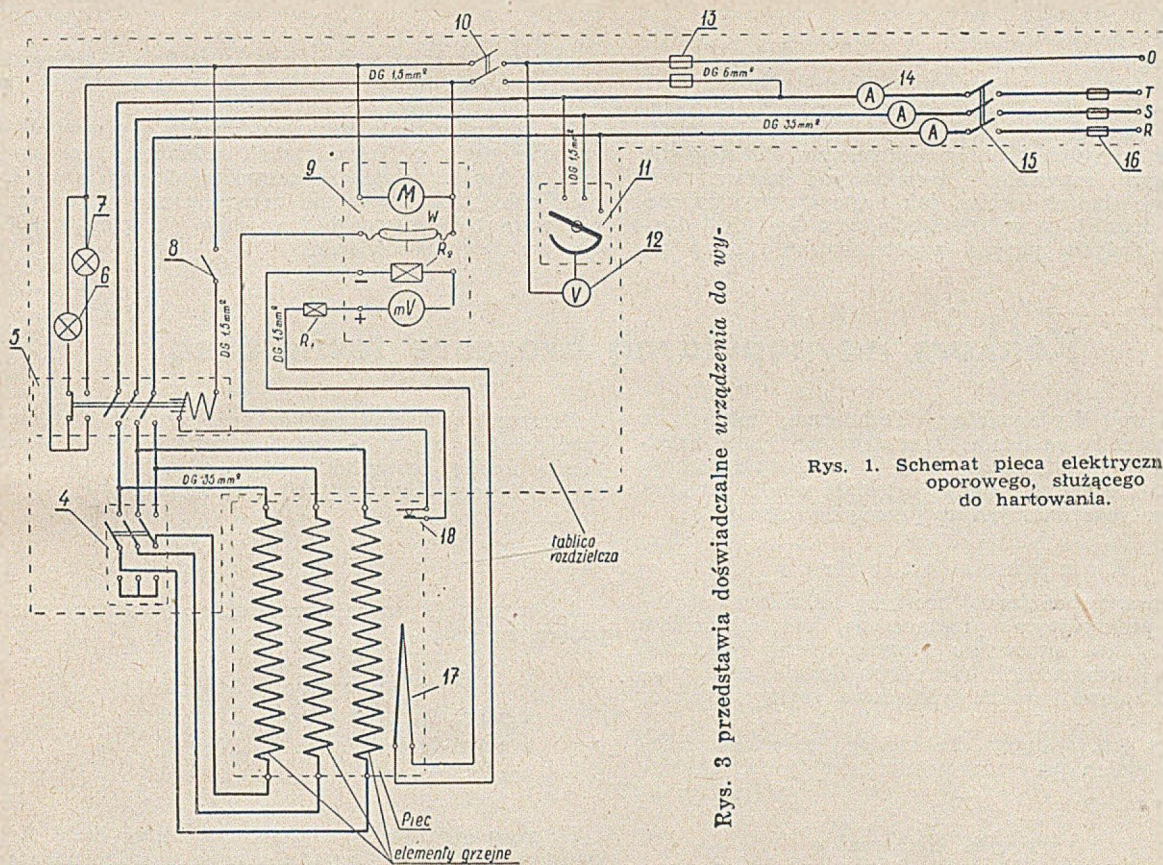 10
13
O
DG 1,5mm²
DG 6mm²
14
A
T
A
S
DG 35mm²
A
R
15
16
DG 1,5mm²
9
11
7
M
W
8
R₂
6
12
V
5
DG 1,5mm²
DG 1,5mm²
−
+
mV
R₁
DG 35mm²
4
18
tablica
rozdzielcza
17
Piec
elementy grzejne
Rys. 3 przedstawia doświadczalne urządzenia do wy-
Rys. 1. Schemat pieca elektryczn
oporowego, służącego
do hartowania.